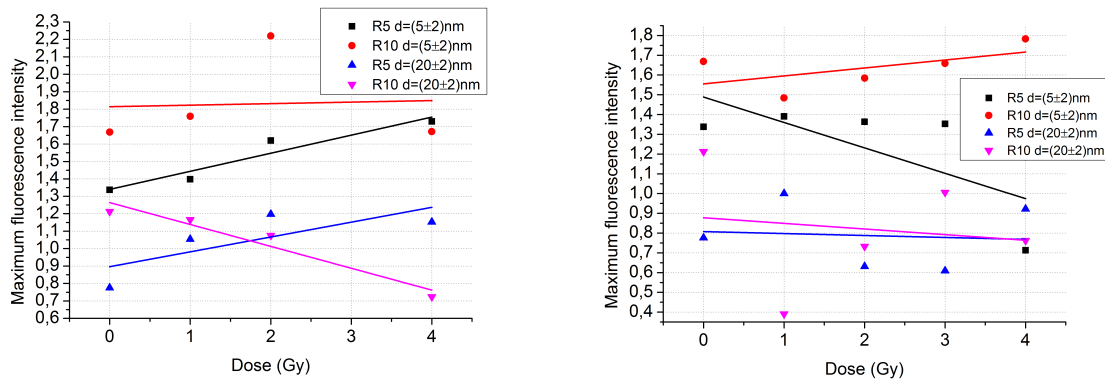 2,3
2,2
2,1
2,0
1,9
1,8
1,7
1,6
1,5
1,4
1,3
1,2
1,1
1,0
0,9
0,8
0,7
0,6
Maximum fluorescence intensity
R5 d=(5±2)nm
R10 d=(5±2)nm
R5 d=(20±2)nm
R10 d=(20±2)nm
0 1 2 3 4
Dose (Gy)
1,8
1,7
1,6
1,5
1,4
1,3
1,2
1,1
1,0
0,9
0,8
0,7
0,6
0,5
0,4
Maximum fluorescence intensity
R5 d=(5±2)nm
R10 d=(5±2)nm
R5 d=(20±2)nm
R10 d=(20±2)nm
0 1 2 3 4
Dose (Gy)